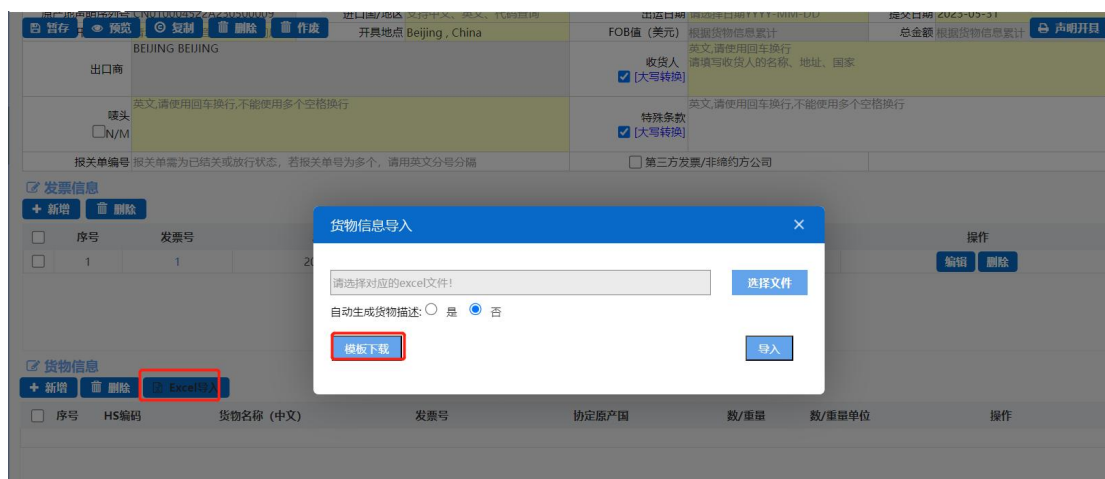 进口国/地区 支持中文、英文、代码查询 出运日期 请选择日期YYYY-MM-DD 提交日期 2023-05-31
暂存 预览 复制 删除 作废 开具地点 Beijing , China FOB值（美元） 根据货物信息累计 总金额 根据货物信息累计 声明开具
出口商 BEIJING BEIJING 收货人 英文,请使用回车换行
请填写收货人的名称、地址、国家
[大写转换]
唛头 英文,请使用回车换行,不能使用多个空格换行 特殊条款 英文,请使用回车换行,不能使用多个空格换行
N/M [大写转换]
报关单编号 报关单需为已结关或放行状态，若报关单号为多个，请用英文分号分隔 第三方发票/非缔约方公司
发票信息
+ 新增 删除
序号 发票号 操作
1 1 20 编辑 删除
货物信息导入 ×
请选择对应的excel文件! 选择文件
自动生成货物描述: 是 否
模板下载 导入
货物信息
+ 新增 删除 Excel导入
序号 HS编码 货物名称（中文） 发票号 协定原产国 数/重量 数/重量单位 操作